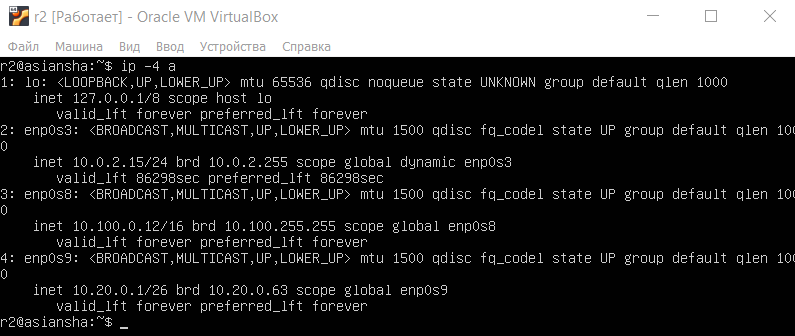 r2 [Работает] - Oracle VM VirtualBox
Файл Машина Вид Ввод Устройства Справка
r2@asiansha:~$ ip -4 a
1: lo: <LOOPBACK,UP,LOWER_UP> mtu 65536 qdisc noqueue state UNKNOWN group default qlen 1000
    inet 127.0.0.1/8 scope host lo
       valid_lft forever preferred_lft forever
2: enp0s3: <BROADCAST,MULTICAST,UP,LOWER_UP> mtu 1500 qdisc fq_codel state UP group default qlen 100
0
    inet 10.0.2.15/24 brd 10.0.2.255 scope global dynamic enp0s3
       valid_lft 86298sec preferred_lft 86298sec
3: enp0s8: <BROADCAST,MULTICAST,UP,LOWER_UP> mtu 1500 qdisc fq_codel state UP group default qlen 100
0
    inet 10.100.0.12/16 brd 10.100.255.255 scope global enp0s8
       valid_lft forever preferred_lft forever
4: enp0s9: <BROADCAST,MULTICAST,UP,LOWER_UP> mtu 1500 qdisc fq_codel state UP group default qlen 100
0
    inet 10.20.0.1/26 brd 10.20.0.63 scope global enp0s9
       valid_lft forever preferred_lft forever
r2@asiansha:~$ _